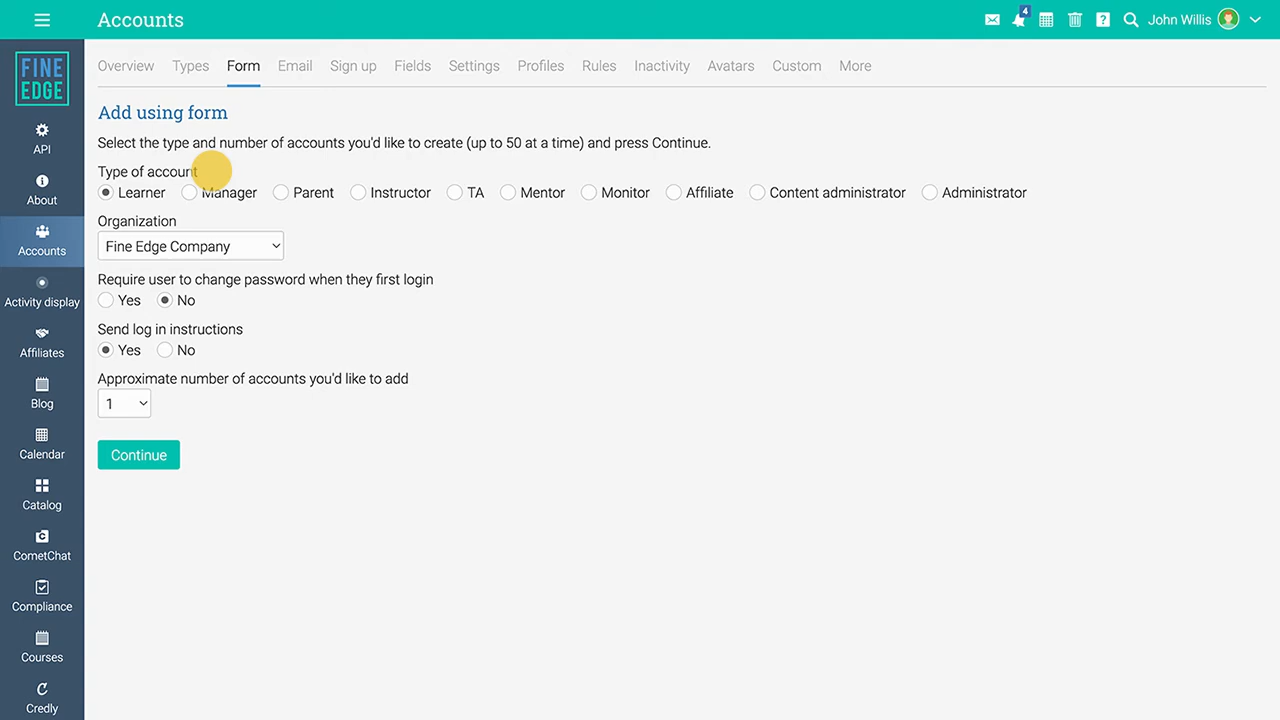 Accounts
4
John Willis
FINE
EDGE
API
About
Accounts
Activity display
Affiliates
Blog
Calendar
Catalog
CometChat
Compliance
Courses
Credly
Overview Types Form Email Sign up Fields Settings Profiles Rules Inactivity Avatars Custom More
Add using form
Select the type and number of accounts you'd like to create (up to 50 at a time) and press Continue.
Type of account
Learner Manager Parent Instructor TA Mentor Monitor Affiliate Content administrator Administrator
Organization
Fine Edge Company
Require user to change password when they first login
Yes No
Send log in instructions
Yes No
Approximate number of accounts you'd like to add
1
Continue